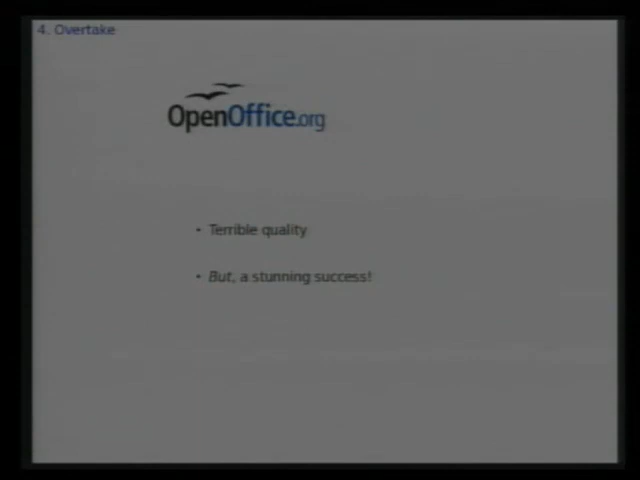 4. Overtake
OpenOffice.org
• Terrible quality
• But, a stunning success!